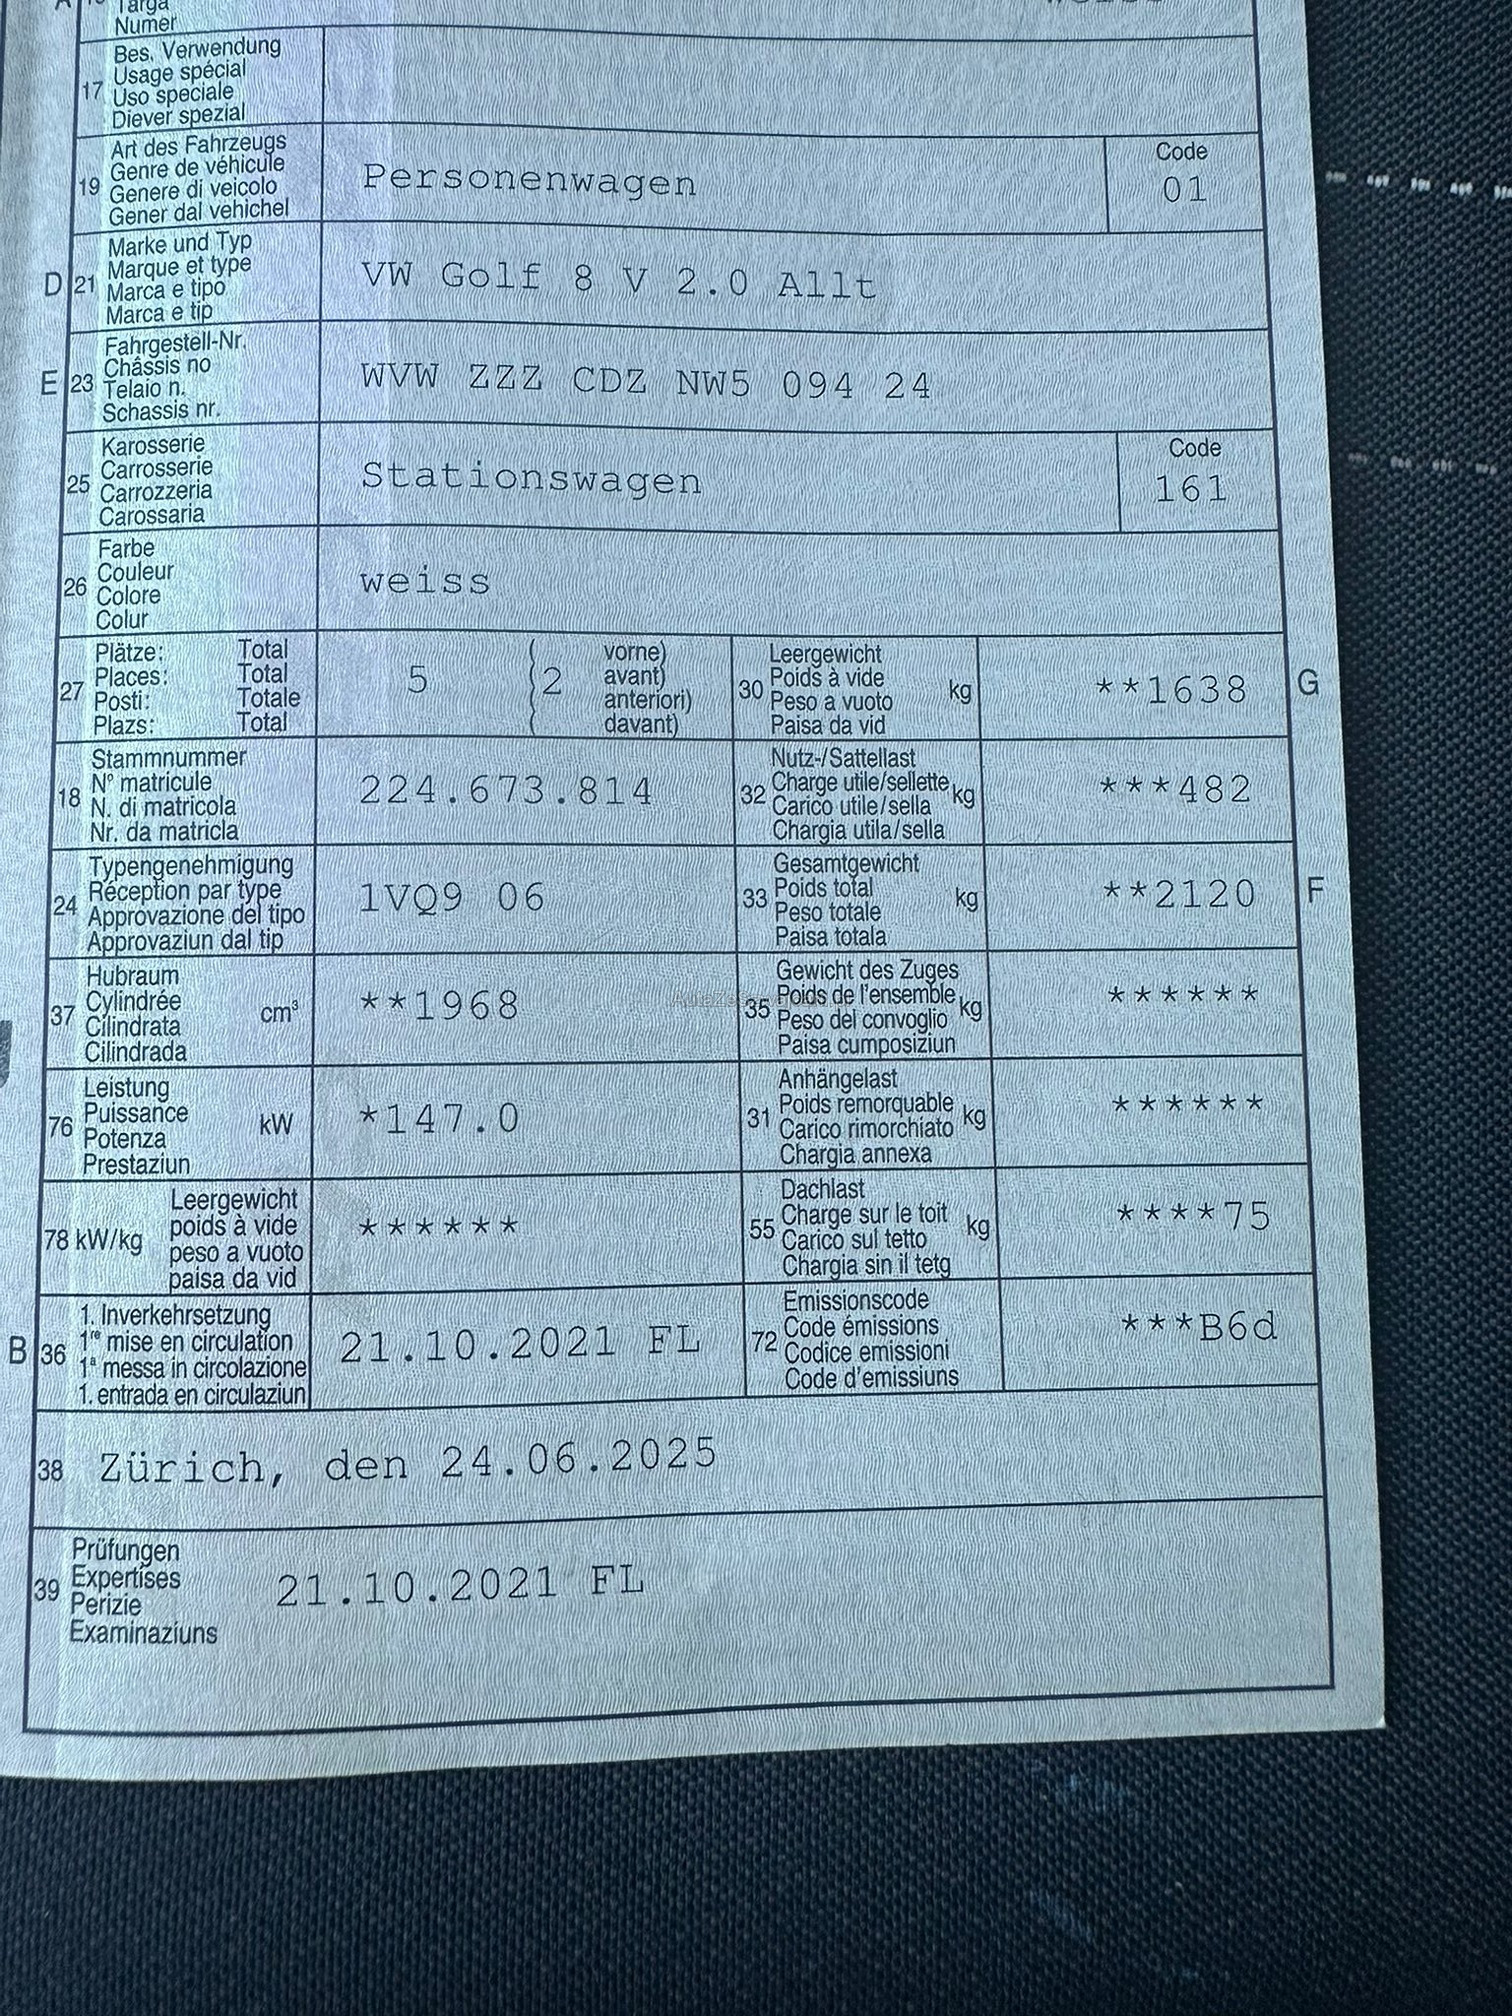 A
Targa
Numer
17
Bes. Verwendung
Usage spécial
Uso speciale
Diever spezial
19
Art des Fahrzeugs
Genre de véhicule
Genere di veicolo
Gener dal vehichel
Personenwagen
Code
01
D
21
Marke und Typ
Marque et type
Marca e tipo
Marca e tip
VW Golf 8 V 2.0 Allt
E
23
Fahrgestell-Nr.
Châssis no
Telaio n.
Schassis nr.
WVW ZZZ CDZ NW5 094 24
25
Karosserie
Carrosserie
Carrozzeria
Carossaria
Stationswagen
Code
161
26
Farbe
Couleur
Colore
Colur
weiss
27
Plätze: Total
Places: Total
Posti: Totale
Plazs: Total
5
(2 vorne)
avant)
anteriori)
( davant)
30
Leergewicht
Poids à vide
Peso a vuoto
Paisa da vid
kg
**1638
G
18
Stammnummer
N° matricule
N. di matricola
Nr. da matricla
224.673.814
32
Nutz-/Sattellast
Charge utile/sellette
Carico utile/sella
Chargia utila/sella
kg
***482
24
Typengenehmigung
Réception par type
Approvazione del tipo
Approvaziun dal tip
1VQ9 06
33
Gesamtgewicht
Poids total
Peso totale
Paisa totala
kg
**2120
F
37
Hubraum
Cylindrée
Cilindrata
Cilindrada
cm³
**1968
35
Gewicht des Zuges
Poids de l'ensemble
Peso del convoglio
Paisa cumposiziun
kg
******
76
Leistung
Puissance
Potenza
Prestaziun
kW
*147.0
31
Anhängelast
Poids remorquable
Carico rimorchiato
Chargia annexa
kg
******
78 kW/kg
Leergewicht
poids à vide
peso a vuoto
paisa da vid
******
55
Dachlast
Charge sur le toit
Carico sul tetto
Chargia sin il tetg
kg
****75
B
36
1. Inverkehrsetzung
1re mise en circulation
1a messa in circolazione
1. entrada en circulaziun
21.10.2021 FL
72
Emissionscode
Code émissions
Codice emissioni
Code d'emissiuns
***B6d
38
Zürich, den 24.06.2025
39
Prüfungen
Expertises
Perizie
Examinaziuns
21.10.2021 FL